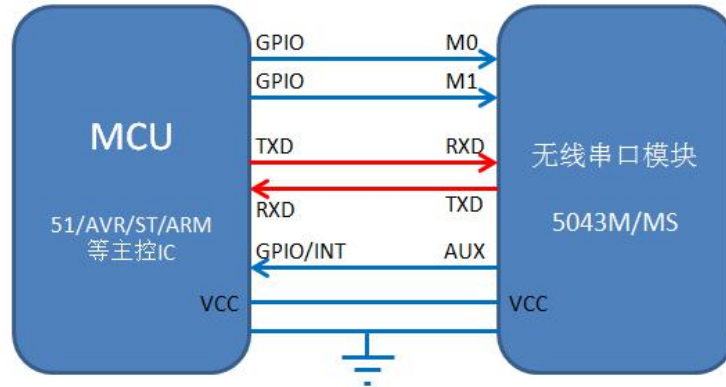 GPIO M0
GPIO M1
MCU
TXD RXD
无线串口模块
RXD TXD
51/AVR/ST/ARM
等主控IC
5043M/MS
GPIO/INT AUX
VCC VCC